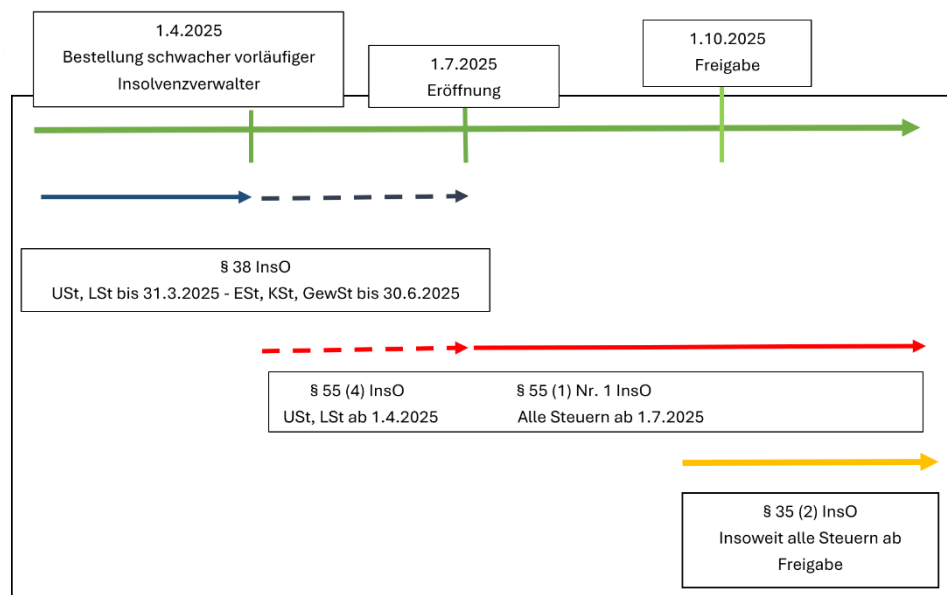 1.4.2025
Bestellung schwacher vorläufiger
Insolvenzverwalter
1.7.2025
Eröffnung
1.10.2025
Freigabe
§ 38 InsO
USt, LSt bis 31.3.2025 - ESt, KSt, GewSt bis 30.6.2025
§ 55 (4) InsO
USt, LSt ab 1.4.2025
§ 55 (1) Nr. 1 InsO
Alle Steuern ab 1.7.2025
§ 35 (2) InsO
Insoweit alle Steuern ab
Freigabe